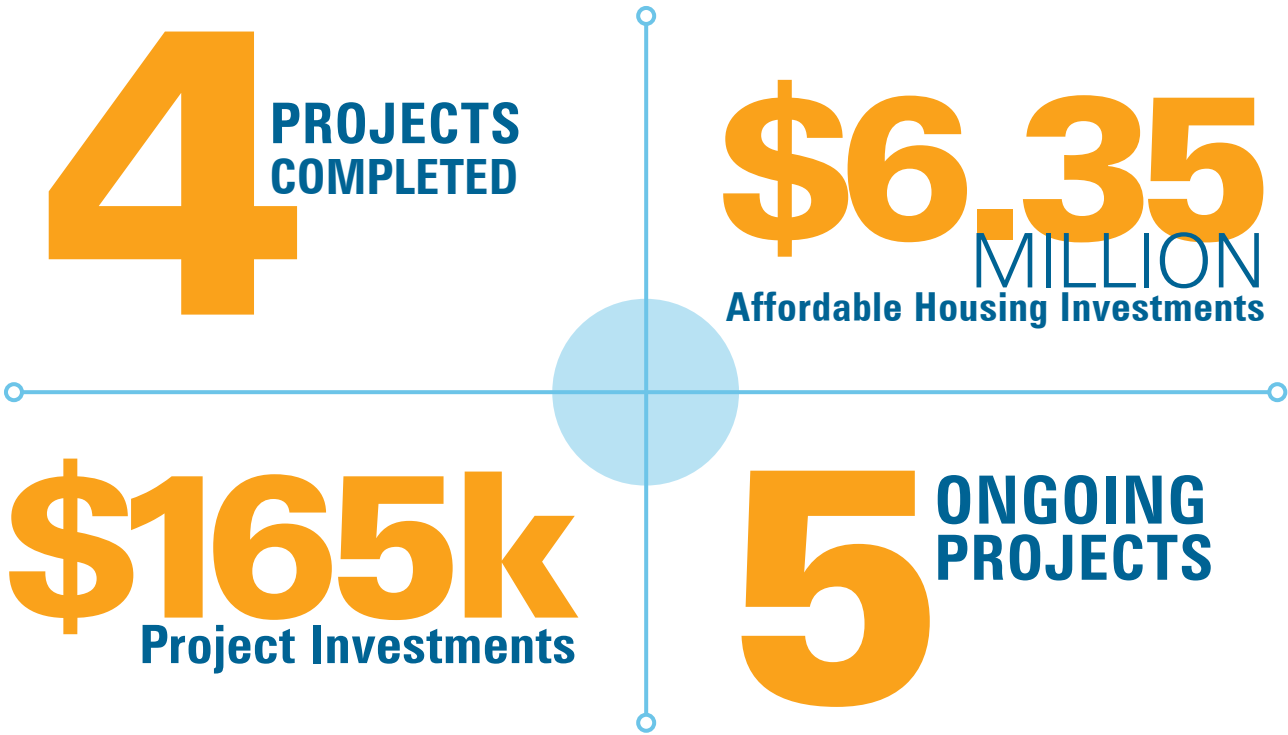 4
PROJECTS
COMPLETED
$6.35
MILLION
Affordable Housing Investments
$165k
Project Investments
5
ONGOING
PROJECTS